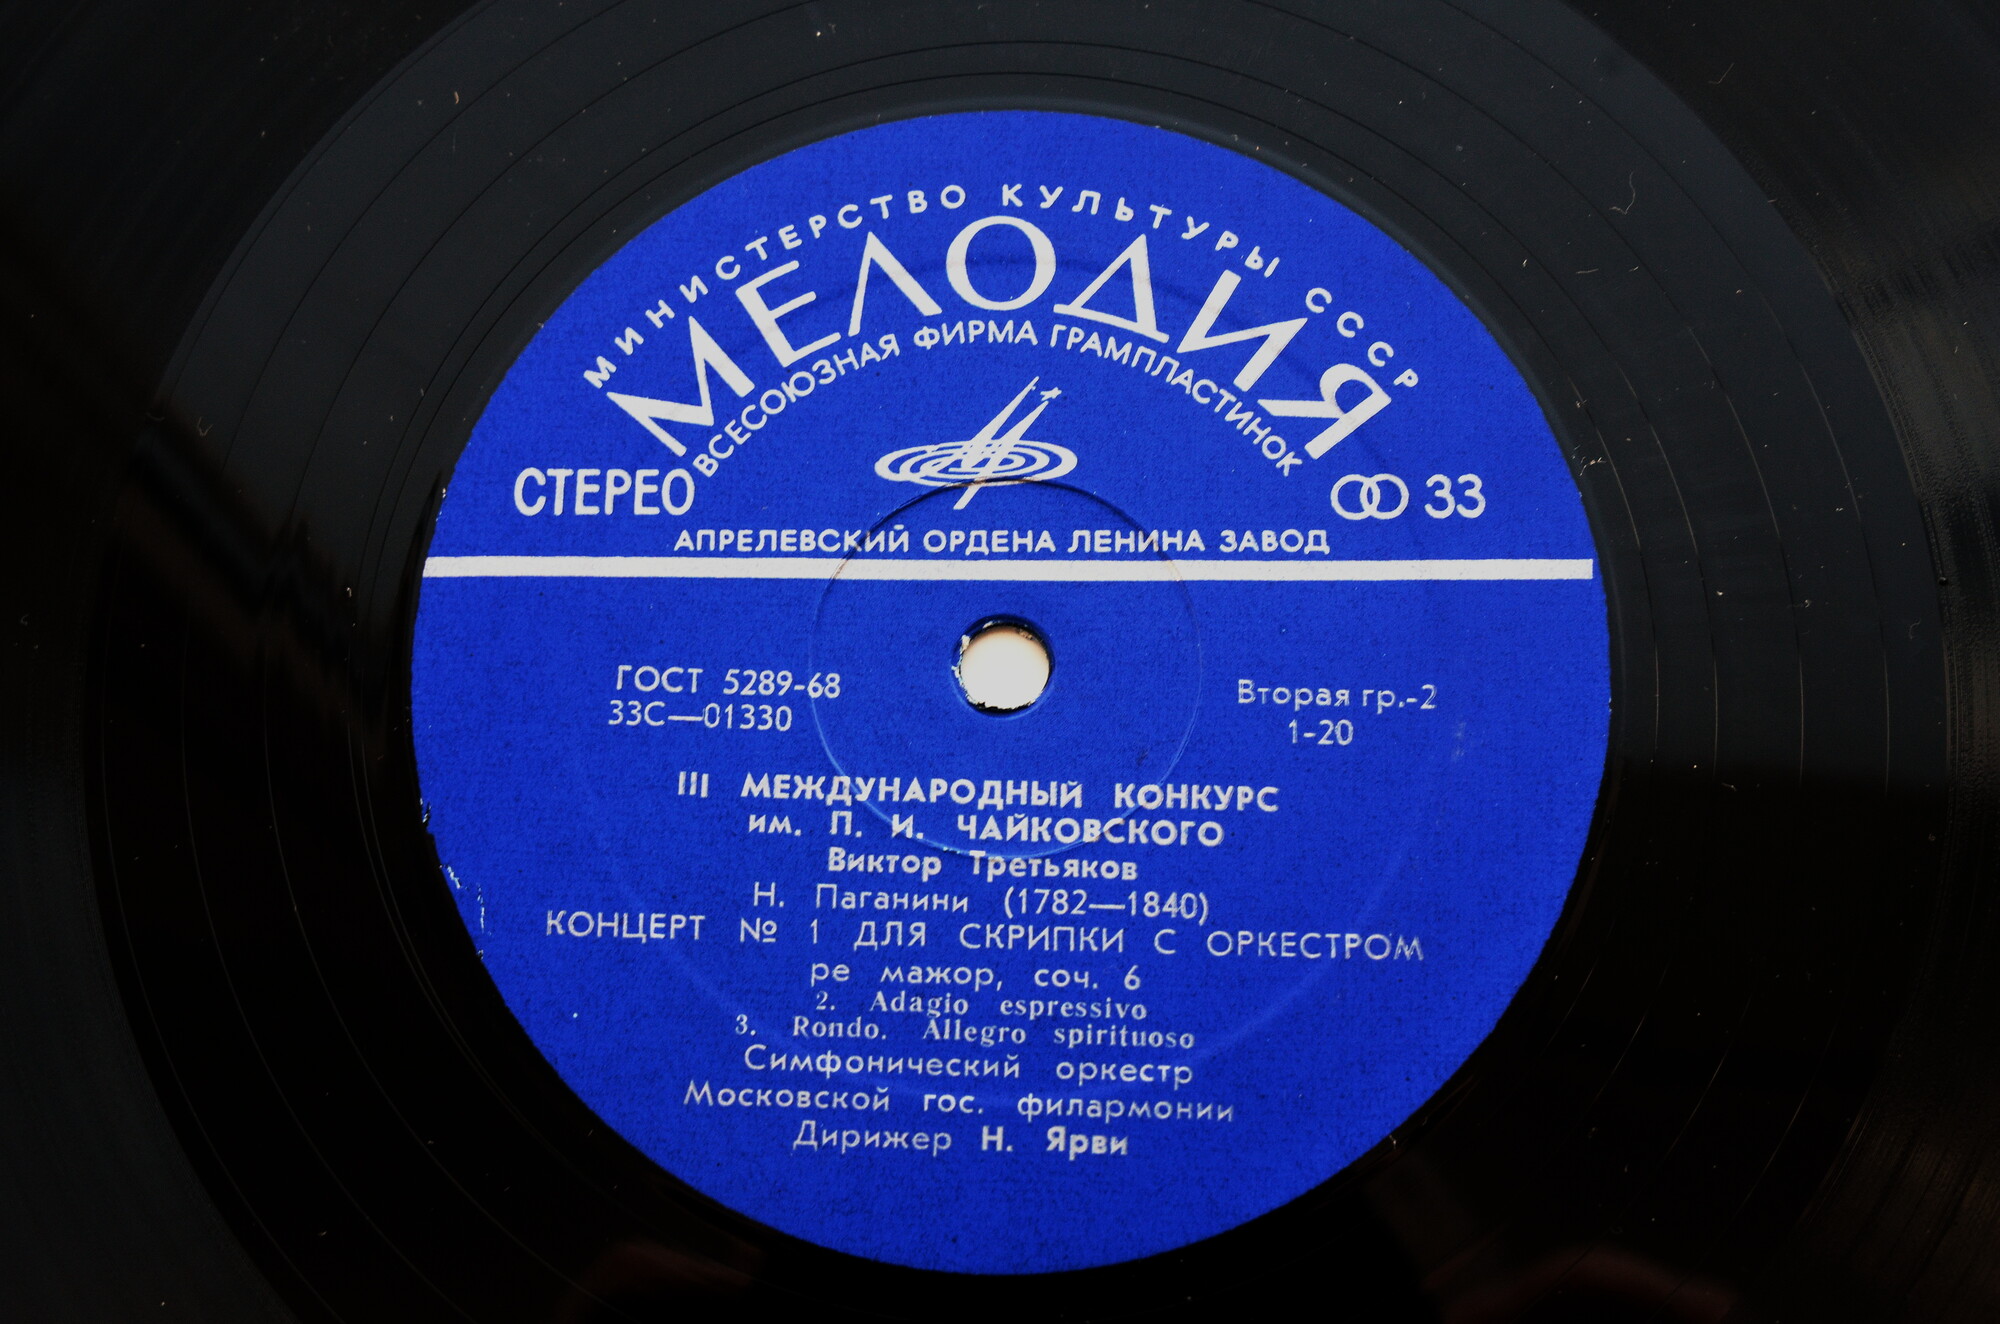 МИНИСТЕРСТВО КУЛЬТУРЫ СССР
МЕЛОДИЯ
ВСЕСОЮЗНАЯ ФИРМА ГРАМПЛАСТИНОК
СТЕРЕО
33
АПРЕЛЕВСКИЙ ОРДЕНА ЛЕНИНА ЗАВОД
ГОСТ 5289-68
33С—01330
Вторая гр.-2
1-20
III МЕЖДУНАРОДНЫЙ КОНКУРС
им. П. И. ЧАЙКОВСКОГО
Виктор Третьяков
Н. Паганини (1782—1840)
КОНЦЕРТ № 1 ДЛЯ СКРИПКИ С ОРКЕСТРОМ
ре мажор, соч. 6
2. Adagio espressivo
3. Rondo. Allegro spirituoso
Симфонический оркестр
Московской гос. филармонии
Дирижер Н. Ярви